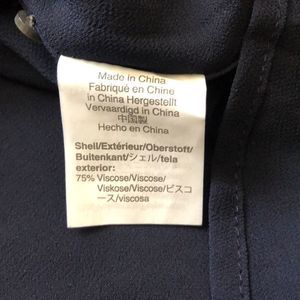 Made in China
Fabriqué en Chine
in China Hergestellt
Vervaardigd in China
中国製
Hecho en China
Shell/Extérieur/Oberstoff/
Buitenkant/シェル/tela
exterior:
75% Viscose/Viscose/
Viskose/Viscose/ビスコ
ース/viscosa